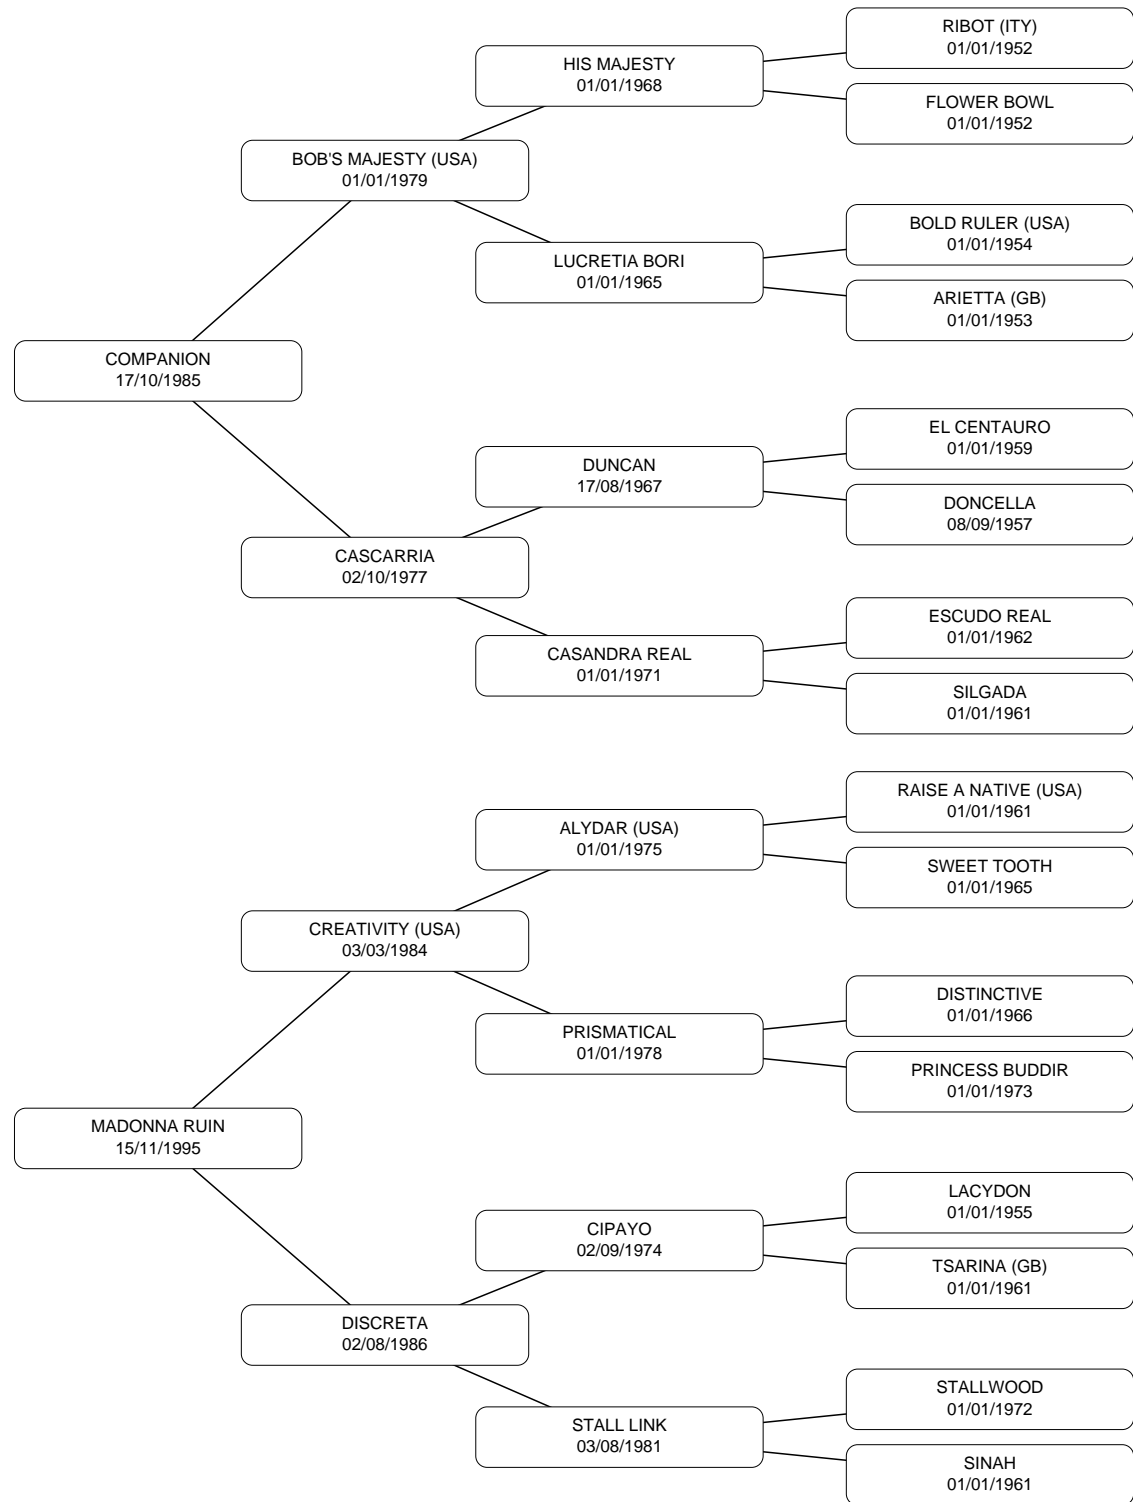 RIBOT (ITY)
01/01/1952
HIS MAJESTY
01/01/1968
FLOWER BOWL
01/01/1952
BOB'S MAJESTY (USA)
01/01/1979
BOLD RULER (USA)
01/01/1954
LUCRETIA BORI
01/01/1965
ARIETTA (GB)
01/01/1953
COMPANION
17/10/1985
EL CENTAURO
01/01/1959
DUNCAN
17/08/1967
DONCELLA
08/09/1957
CASCARRIA
02/10/1977
ESCUDO REAL
01/01/1962
CASANDRA REAL
01/01/1971
SILGADA
01/01/1961
RAISE A NATIVE (USA)
01/01/1961
ALYDAR (USA)
01/01/1975
SWEET TOOTH
01/01/1965
CREATIVITY (USA)
03/03/1984
DISTINCTIVE
01/01/1966
PRISMATICAL
01/01/1978
PRINCESS BUDDIR
01/01/1973
MADONNA RUIN
15/11/1995
LACYDON
01/01/1955
CIPAYO
02/09/1974
TSARINA (GB)
01/01/1961
DISCRETA
02/08/1986
STALLWOOD
01/01/1972
STALL LINK
03/08/1981
SINAH
01/01/1961